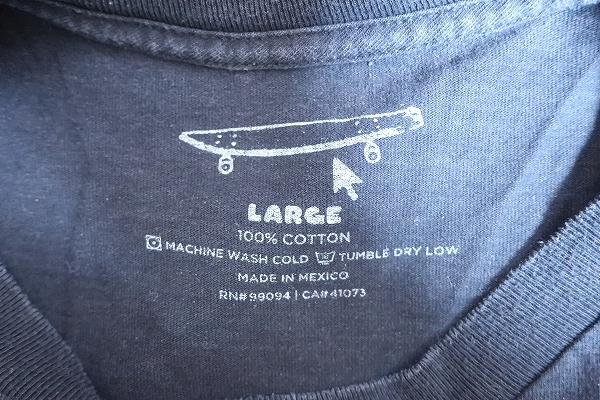 LARGE
100% COTTON
MACHINE WASH COLD TUMBLE DRY LOW
MADE IN MEXICO
RN#99094 | CA#41073